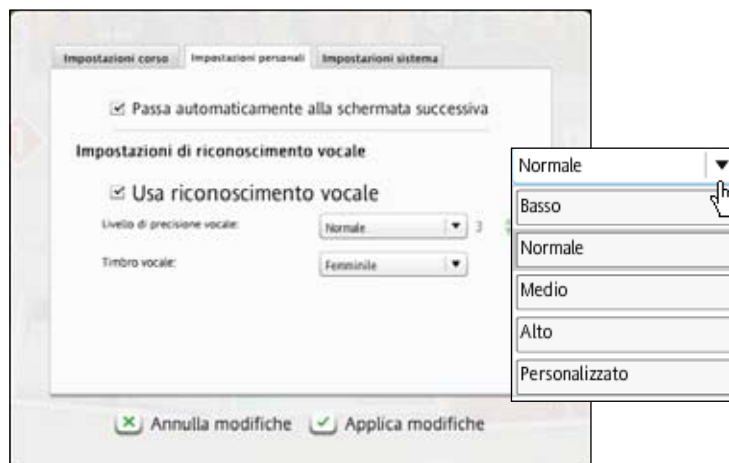 Impostazioni corso Impostazioni personali Impostazioni sistema
Passa automaticamente alla schermata successiva
Impostazioni di riconoscimento vocale
Usa riconoscimento vocale
Livello di precisione vocale: Normale 3
Timbro vocale: Femminile
Annulla modifiche Applica modifiche
Normale
Basso
Normale
Medio
Alto
Personalizzato